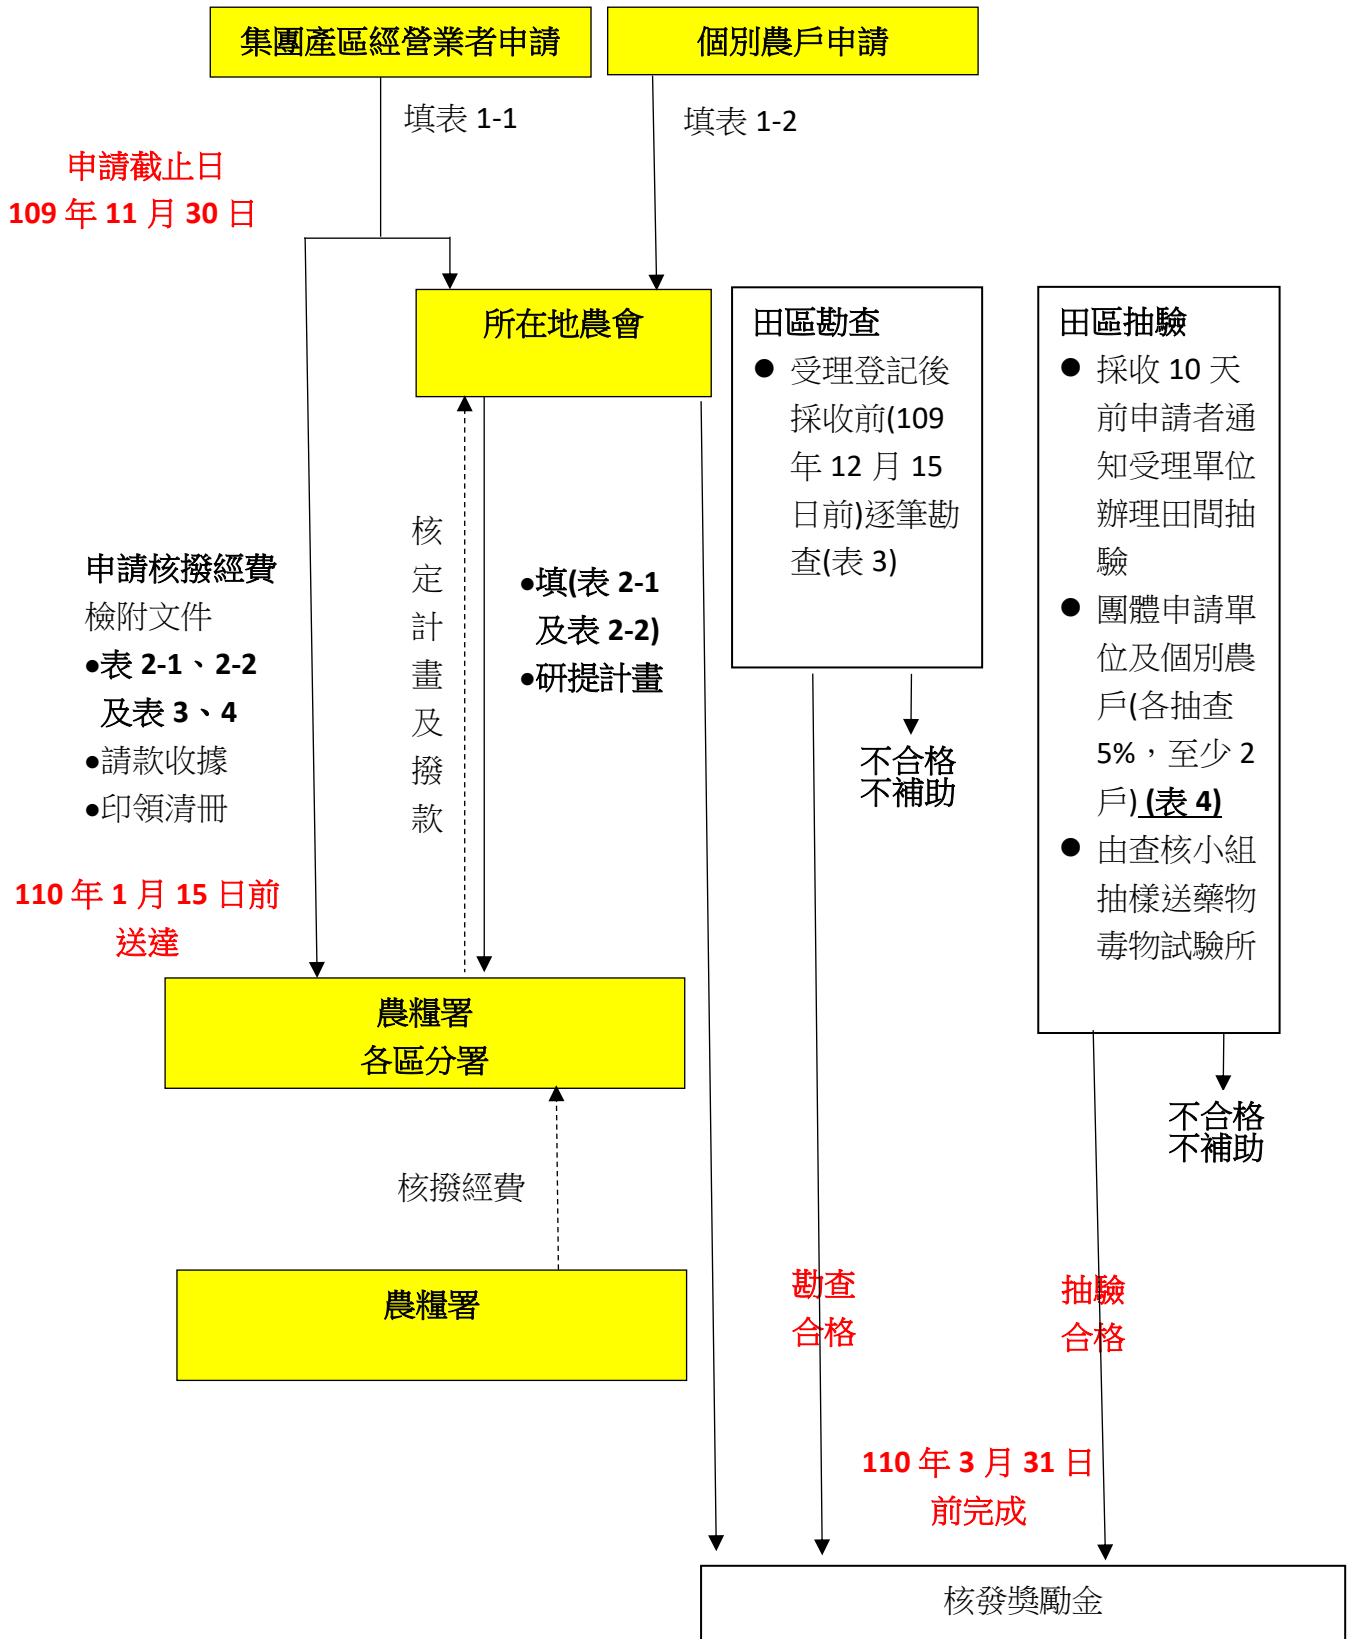 集團產區經營業者申請
個別農戶申請
填表 1-1
填表 1-2
申請截止日
109 年 11 月 30 日
所在地農會
田區勘查
● 受理登記後
採收前(109
年 12 月 15
日前)逐筆勘
查(表 3)
田區抽驗
● 採收 10 天
前申請者通
知受理單位
辦理田間抽
驗
● 團體申請單
位及個別農
戶(各抽查
5%，至少 2
戶) (表 4)
● 由查核小組
抽樣送藥物
毒物試驗所
申請核撥經費
檢附文件
●表 2-1、2-2
及表 3、4
●請款收據
●印領清冊
核定計畫及撥款
●填(表 2-1
及表 2-2)
●研提計畫
不合格
不補助
110 年 1 月 15 日前
送達
農糧署
各區分署
不合格
不補助
核撥經費
農糧署
勘查
合格
抽驗
合格
110 年 3 月 31 日
前完成
核發獎勵金